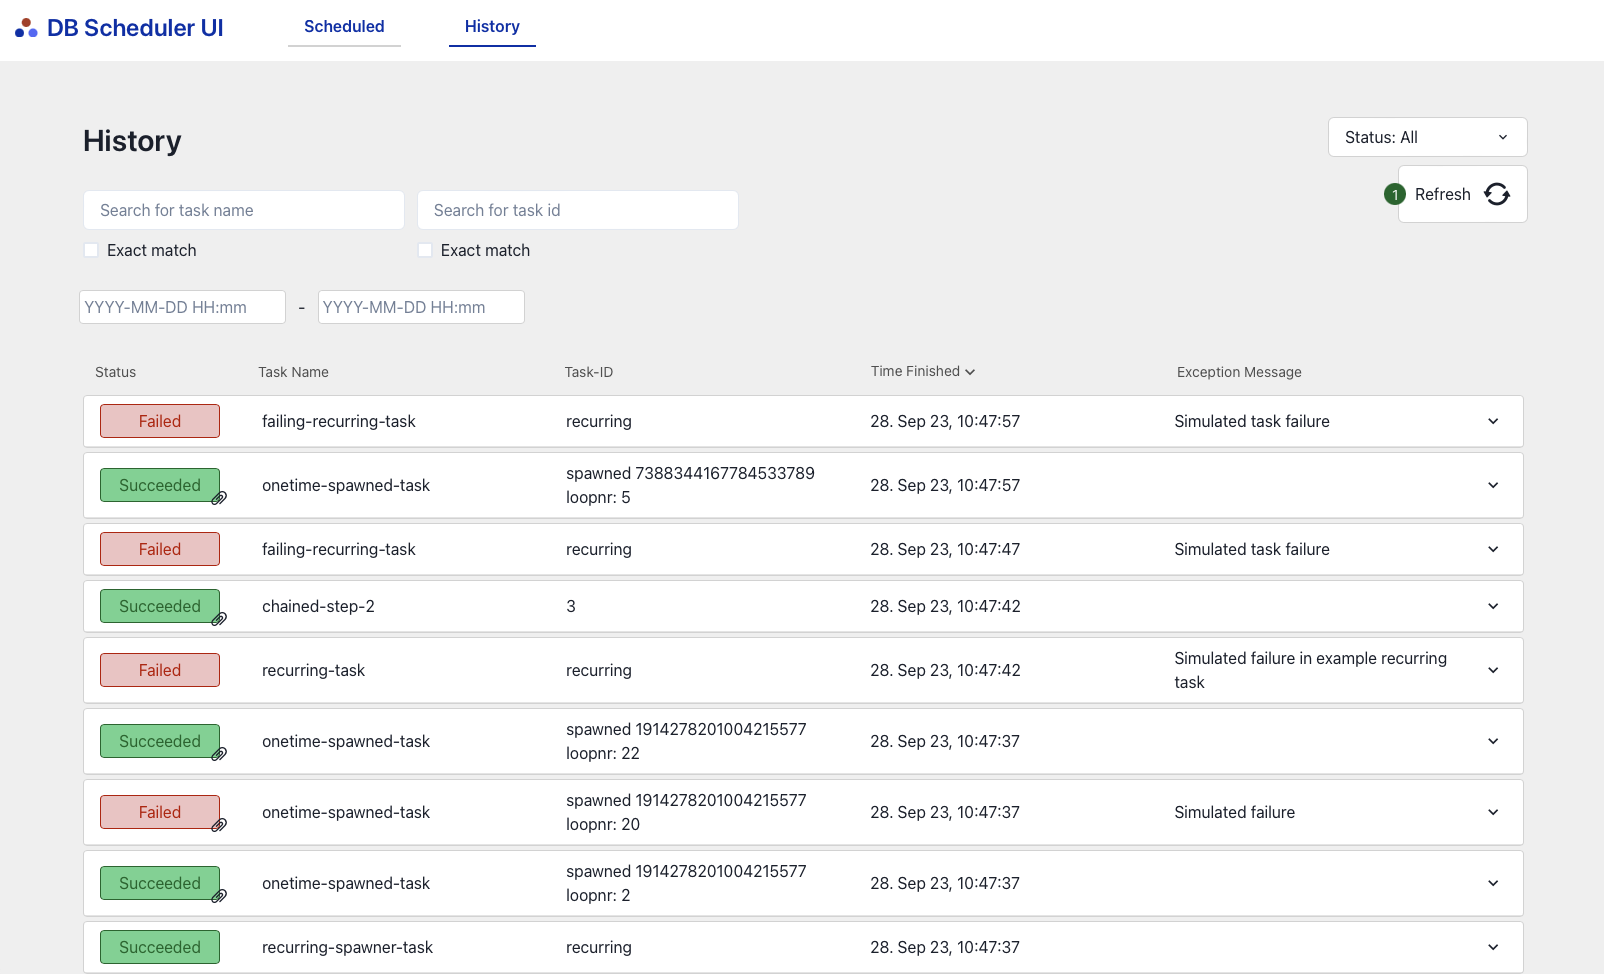 DB Scheduler UI
Scheduled
History
History
Status: All
1
Refresh
Search for task name
Search for task id
Exact match
Exact match
YYYY-MM-DD HH:mm - YYYY-MM-DD HH:mm
Status Task Name Task-ID Time Finished Exception Message
Failed failing-recurring-task recurring 28. Sep 23, 10:47:57 Simulated task failure
Succeeded onetime-spawned-task spawned 7388344167784533789
loopnr: 5
28. Sep 23, 10:47:57
Failed failing-recurring-task recurring 28. Sep 23, 10:47:47 Simulated task failure
Succeeded chained-step-2 3 28. Sep 23, 10:47:42
Failed recurring-task recurring 28. Sep 23, 10:47:42 Simulated failure in example recurring
task
Succeeded onetime-spawned-task spawned 1914278201004215577
loopnr: 22
28. Sep 23, 10:47:37
Failed onetime-spawned-task spawned 1914278201004215577
loopnr: 20
28. Sep 23, 10:47:37 Simulated failure
Succeeded onetime-spawned-task spawned 1914278201004215577
loopnr: 2
28. Sep 23, 10:47:37
Succeeded recurring-spawner-task recurring 28. Sep 23, 10:47:37